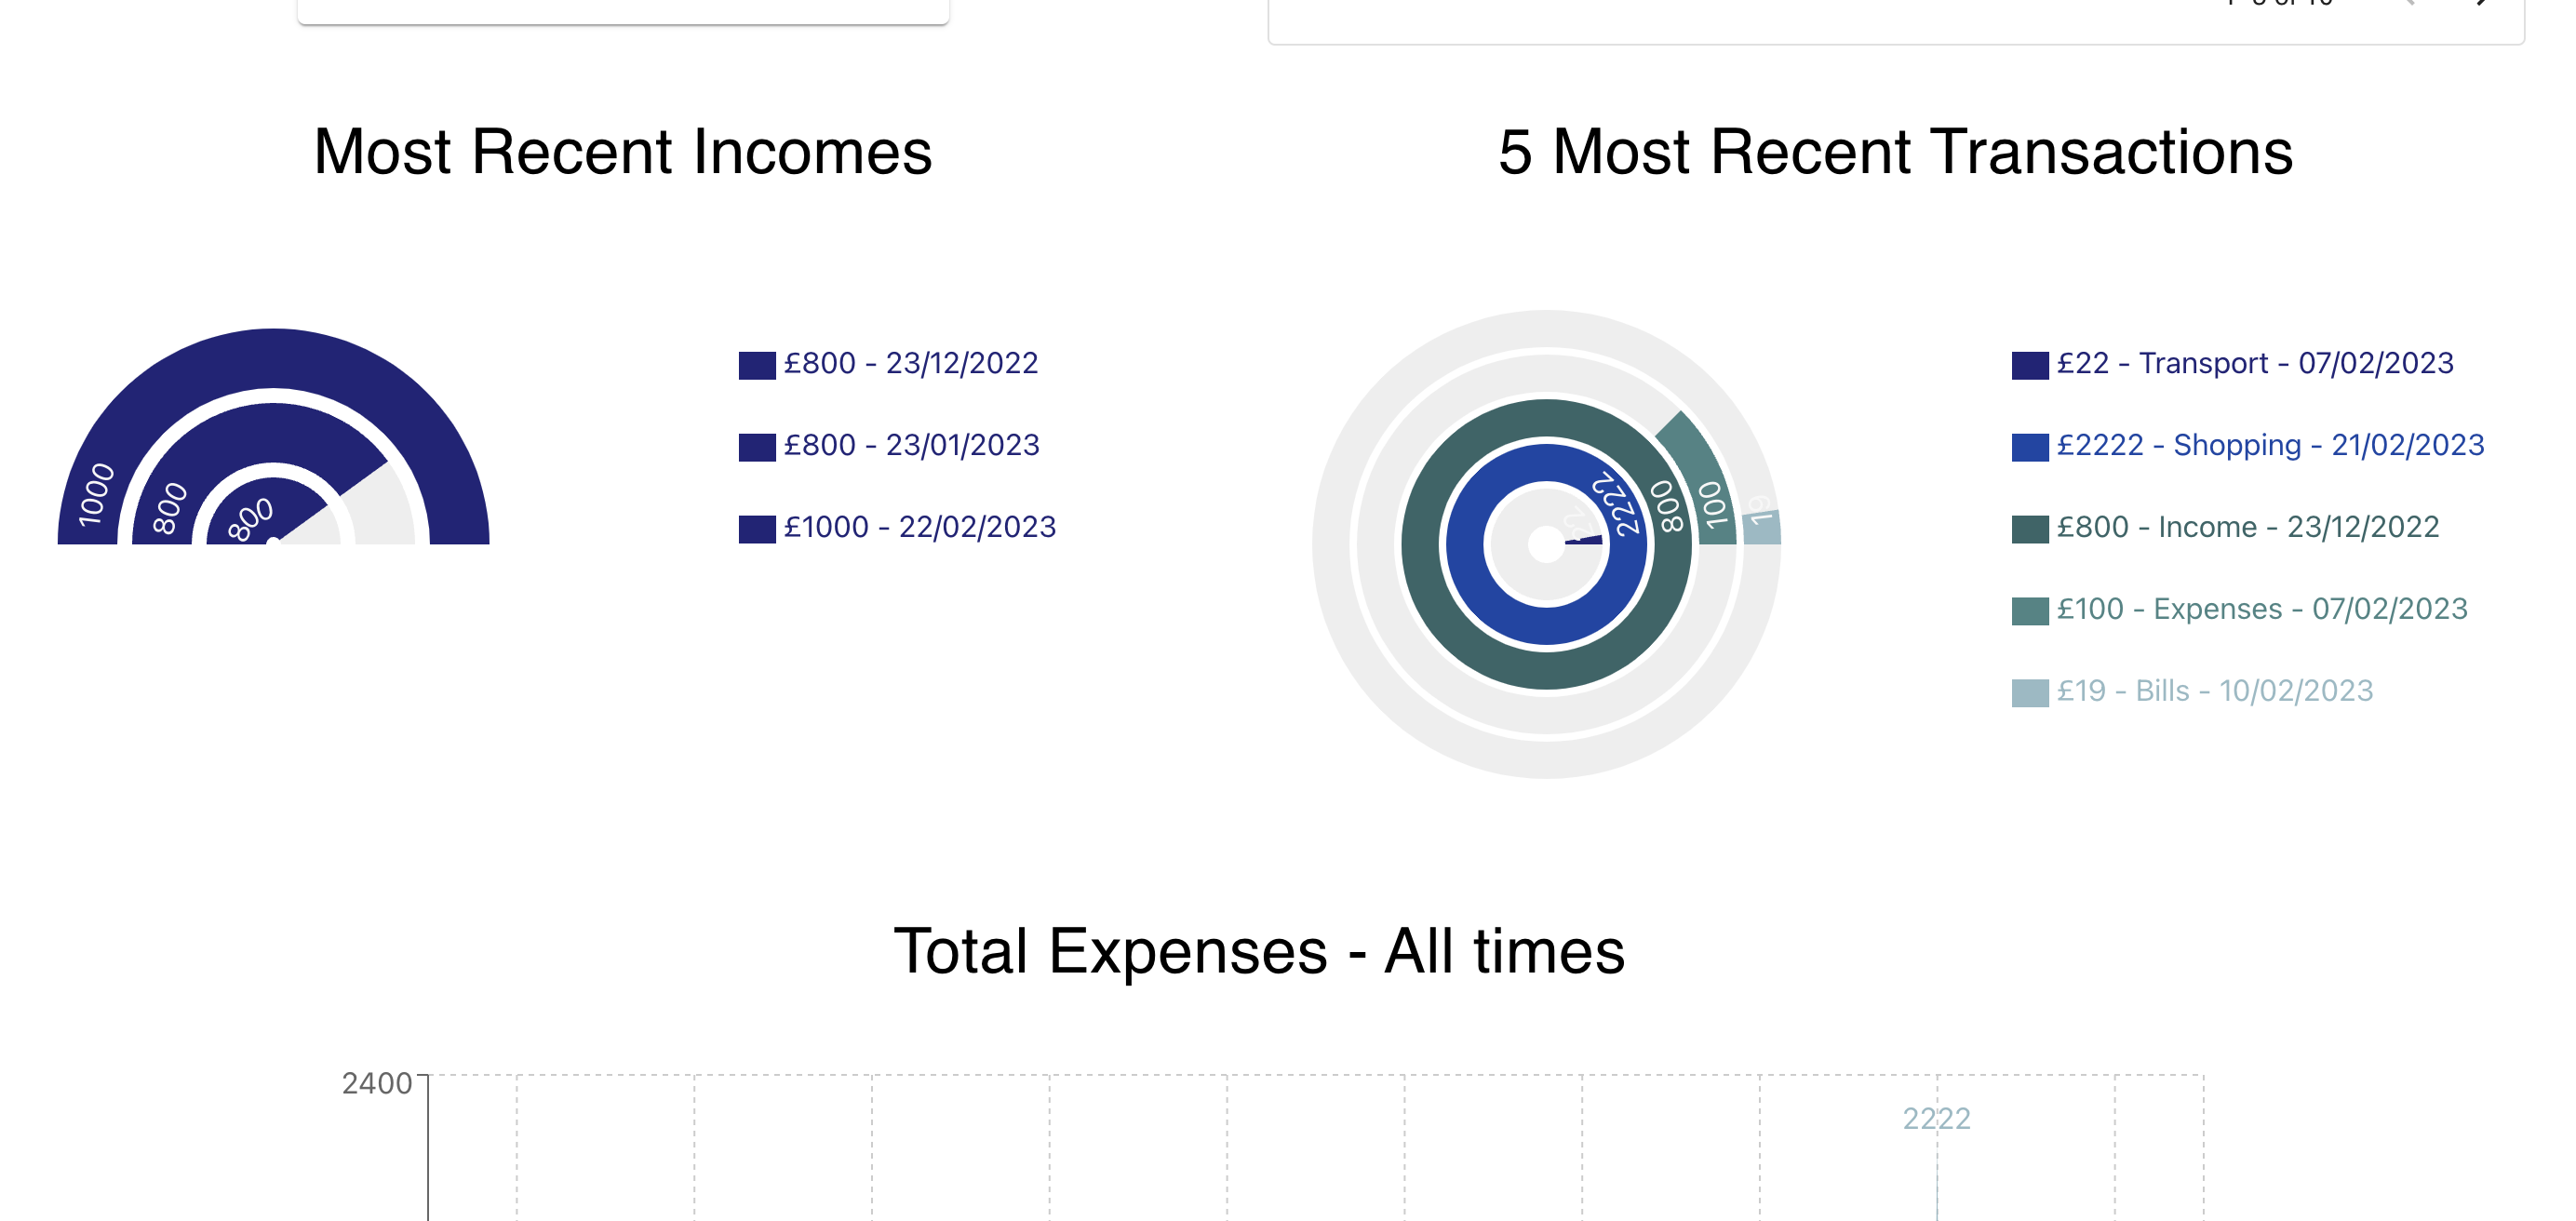 Most Recent Incomes
5 Most Recent Transactions
1000
800
800
£800 - 23/12/2022
£800 - 23/01/2023
£1000 - 22/02/2023
22
2222
800
100
19
£22 - Transport - 07/02/2023
£2222 - Shopping - 21/02/2023
£800 - Income - 23/12/2022
£100 - Expenses - 07/02/2023
£19 - Bills - 10/02/2023
Total Expenses - All times
2400
2222